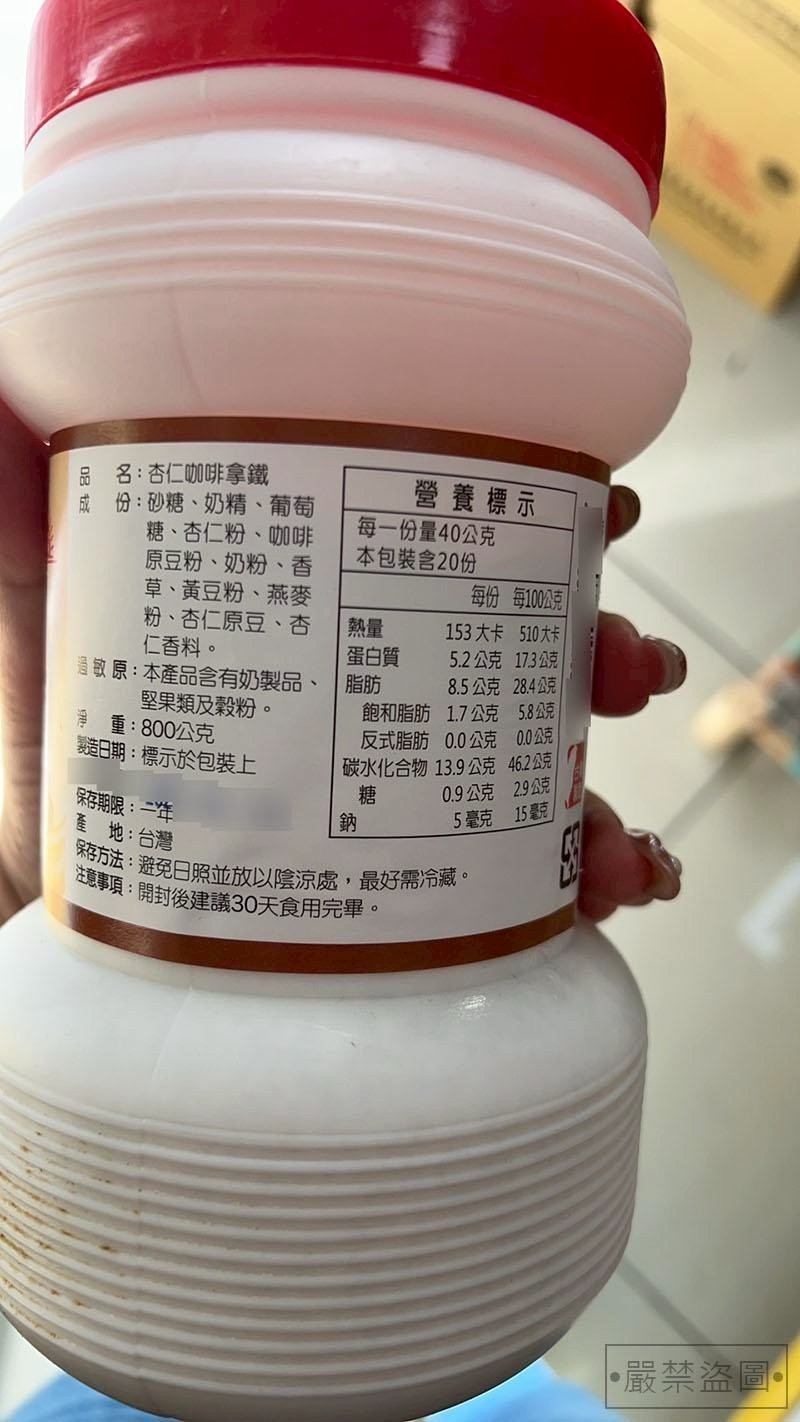 品名：杏仁咖啡拿鐵
成份：砂糖、奶精、葡萄
糖、杏仁粉、咖啡
原豆粉、奶粉、香
草、黃豆粉、燕麥
粉、杏仁原豆、杏
仁香料。
過敏原：本產品含有奶製品、
堅果類及穀粉。
淨重：800公克
製造日期：標示於包裝上
保存期限：一年
產地：台灣
保存方法：避免日照並放以陰涼處，最好需冷藏。
注意事項：開封後建議30天食用完畢。
營養標示
每一份量40公克
本包裝含20份
每份 每100公克
熱量 153大卡 510大卡
蛋白質 5.2公克 17.3公克
脂肪 8.5公克 28.4公克
飽和脂肪 1.7公克 5.8公克
反式脂肪 0.0公克 0.0公克
碳水化合物 13.9公克 46.2公克
糖 0.9公克 2.9公克
鈉 5毫克 15毫克
•嚴禁盜圖•